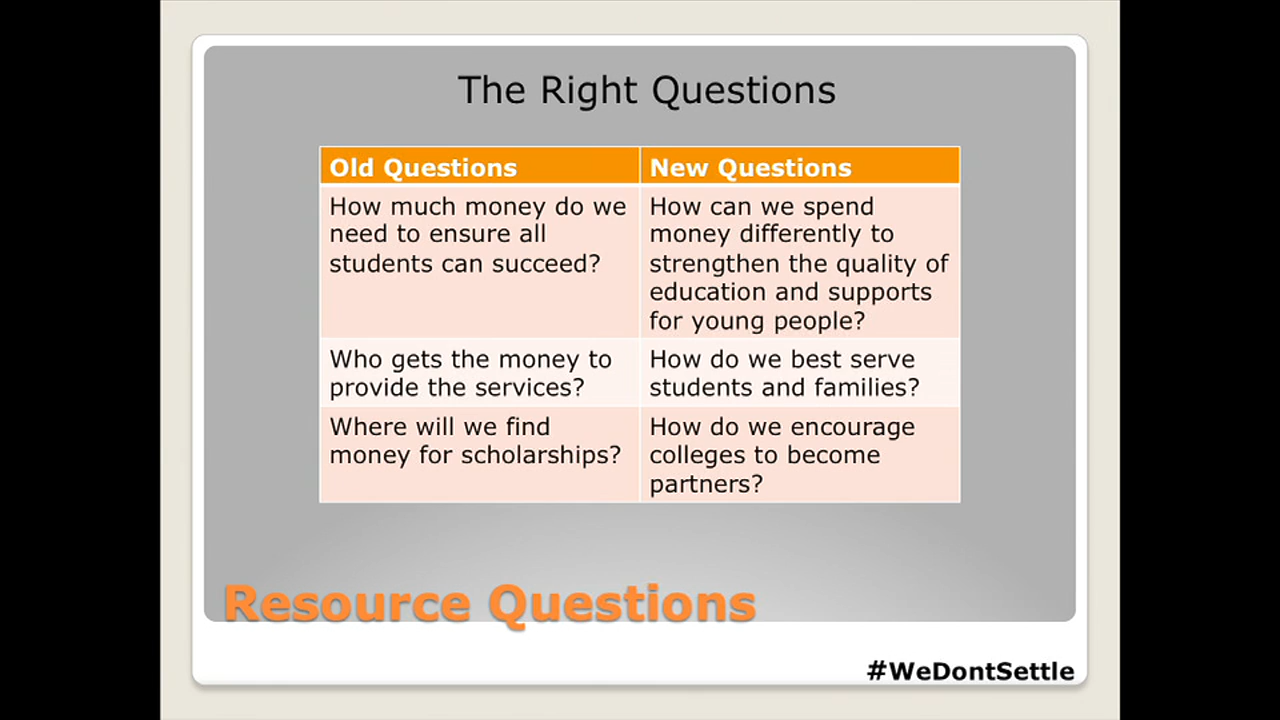 The Right Questions
Old Questions
New Questions
How much money do we
need to ensure all
students can succeed?
How can we spend
money differently to
strengthen the quality of
education and supports
for young people?
Who gets the money to
provide the services?
How do we best serve
students and families?
Where will we find
money for scholarships?
How do we encourage
colleges to become
partners?
Resource Questions
#WeDontSettle